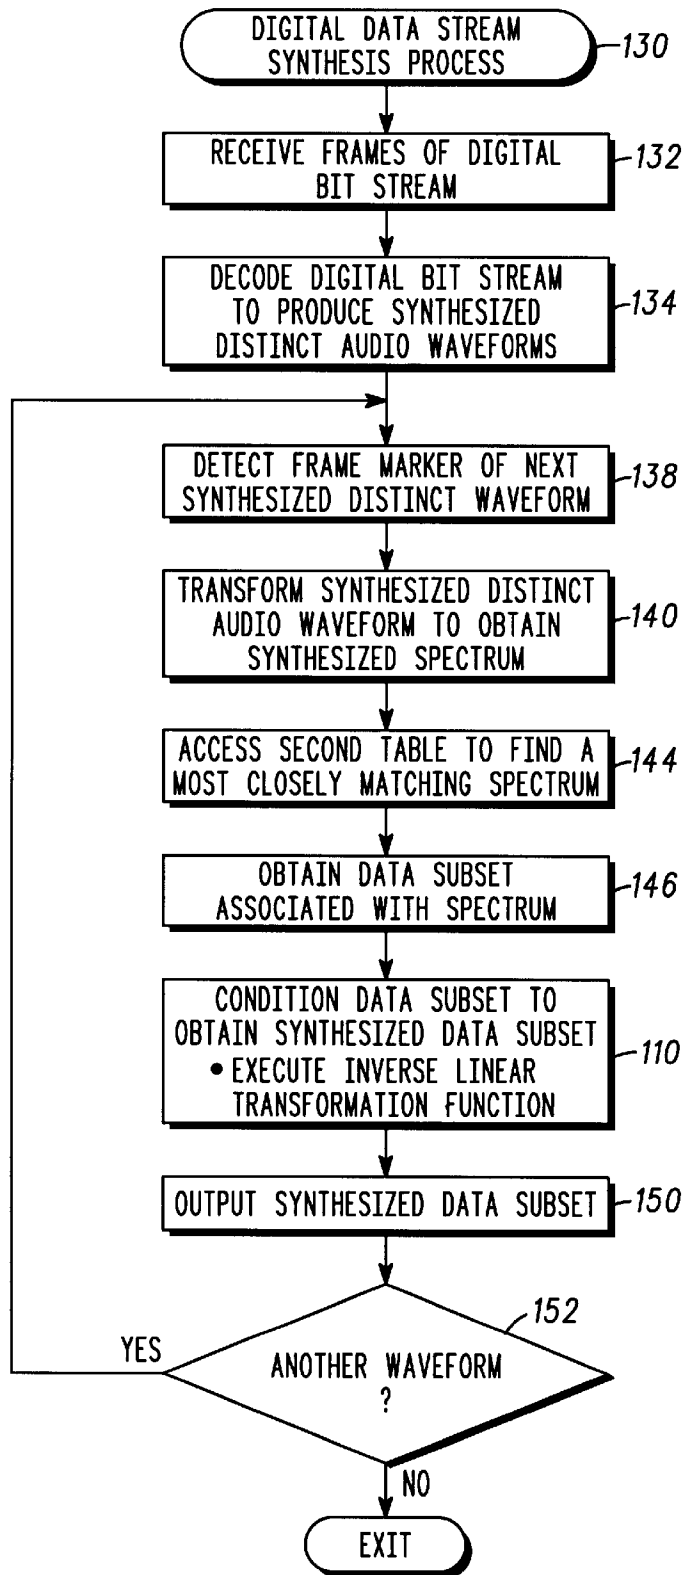 DIGITAL DATA STREAM
SYNTHESIS PROCESS
130
RECEIVE FRAMES OF DIGITAL
BIT STREAM
132
DECODE DIGITAL BIT STREAM
TO PRODUCE SYNTHESIZED
DISTINCT AUDIO WAVEFORMS
134
DETECT FRAME MARKER OF NEXT
SYNTHESIZED DISTINCT WAVEFORM
138
TRANSFORM SYNTHESIZED DISTINCT
AUDIO WAVEFORM TO OBTAIN
SYNTHESIZED SPECTRUM
140
ACCESS SECOND TABLE TO FIND A
MOST CLOSELY MATCHING SPECTRUM
144
OBTAIN DATA SUBSET
ASSOCIATED WITH SPECTRUM
146
CONDITION DATA SUBSET TO
OBTAIN SYNTHESIZED DATA SUBSET
• EXECUTE INVERSE LINEAR
TRANSFORMATION FUNCTION
110
OUTPUT SYNTHESIZED DATA SUBSET
150
152
YES
ANOTHER WAVEFORM
?
NO
EXIT